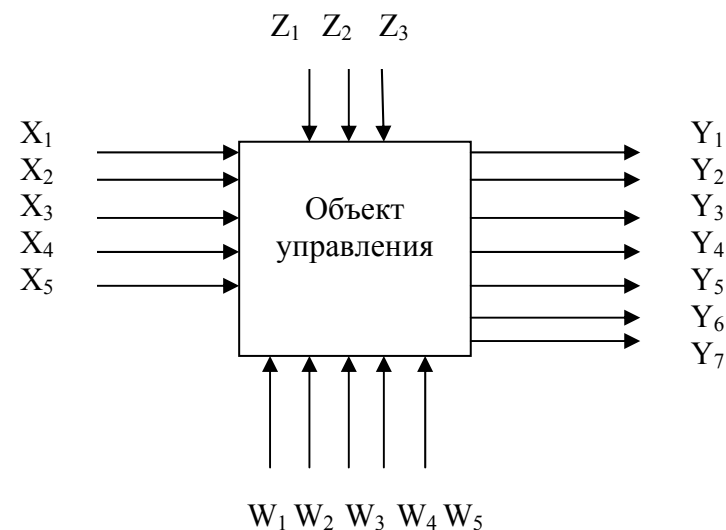 Z₁ Z₂ Z₃
X₁
X₂
X₃
X₄
X₅
Объект
управления
Y₁
Y₂
Y₃
Y₄
Y₅
Y₆
Y₇
W₁ W₂ W₃ W₄ W₅